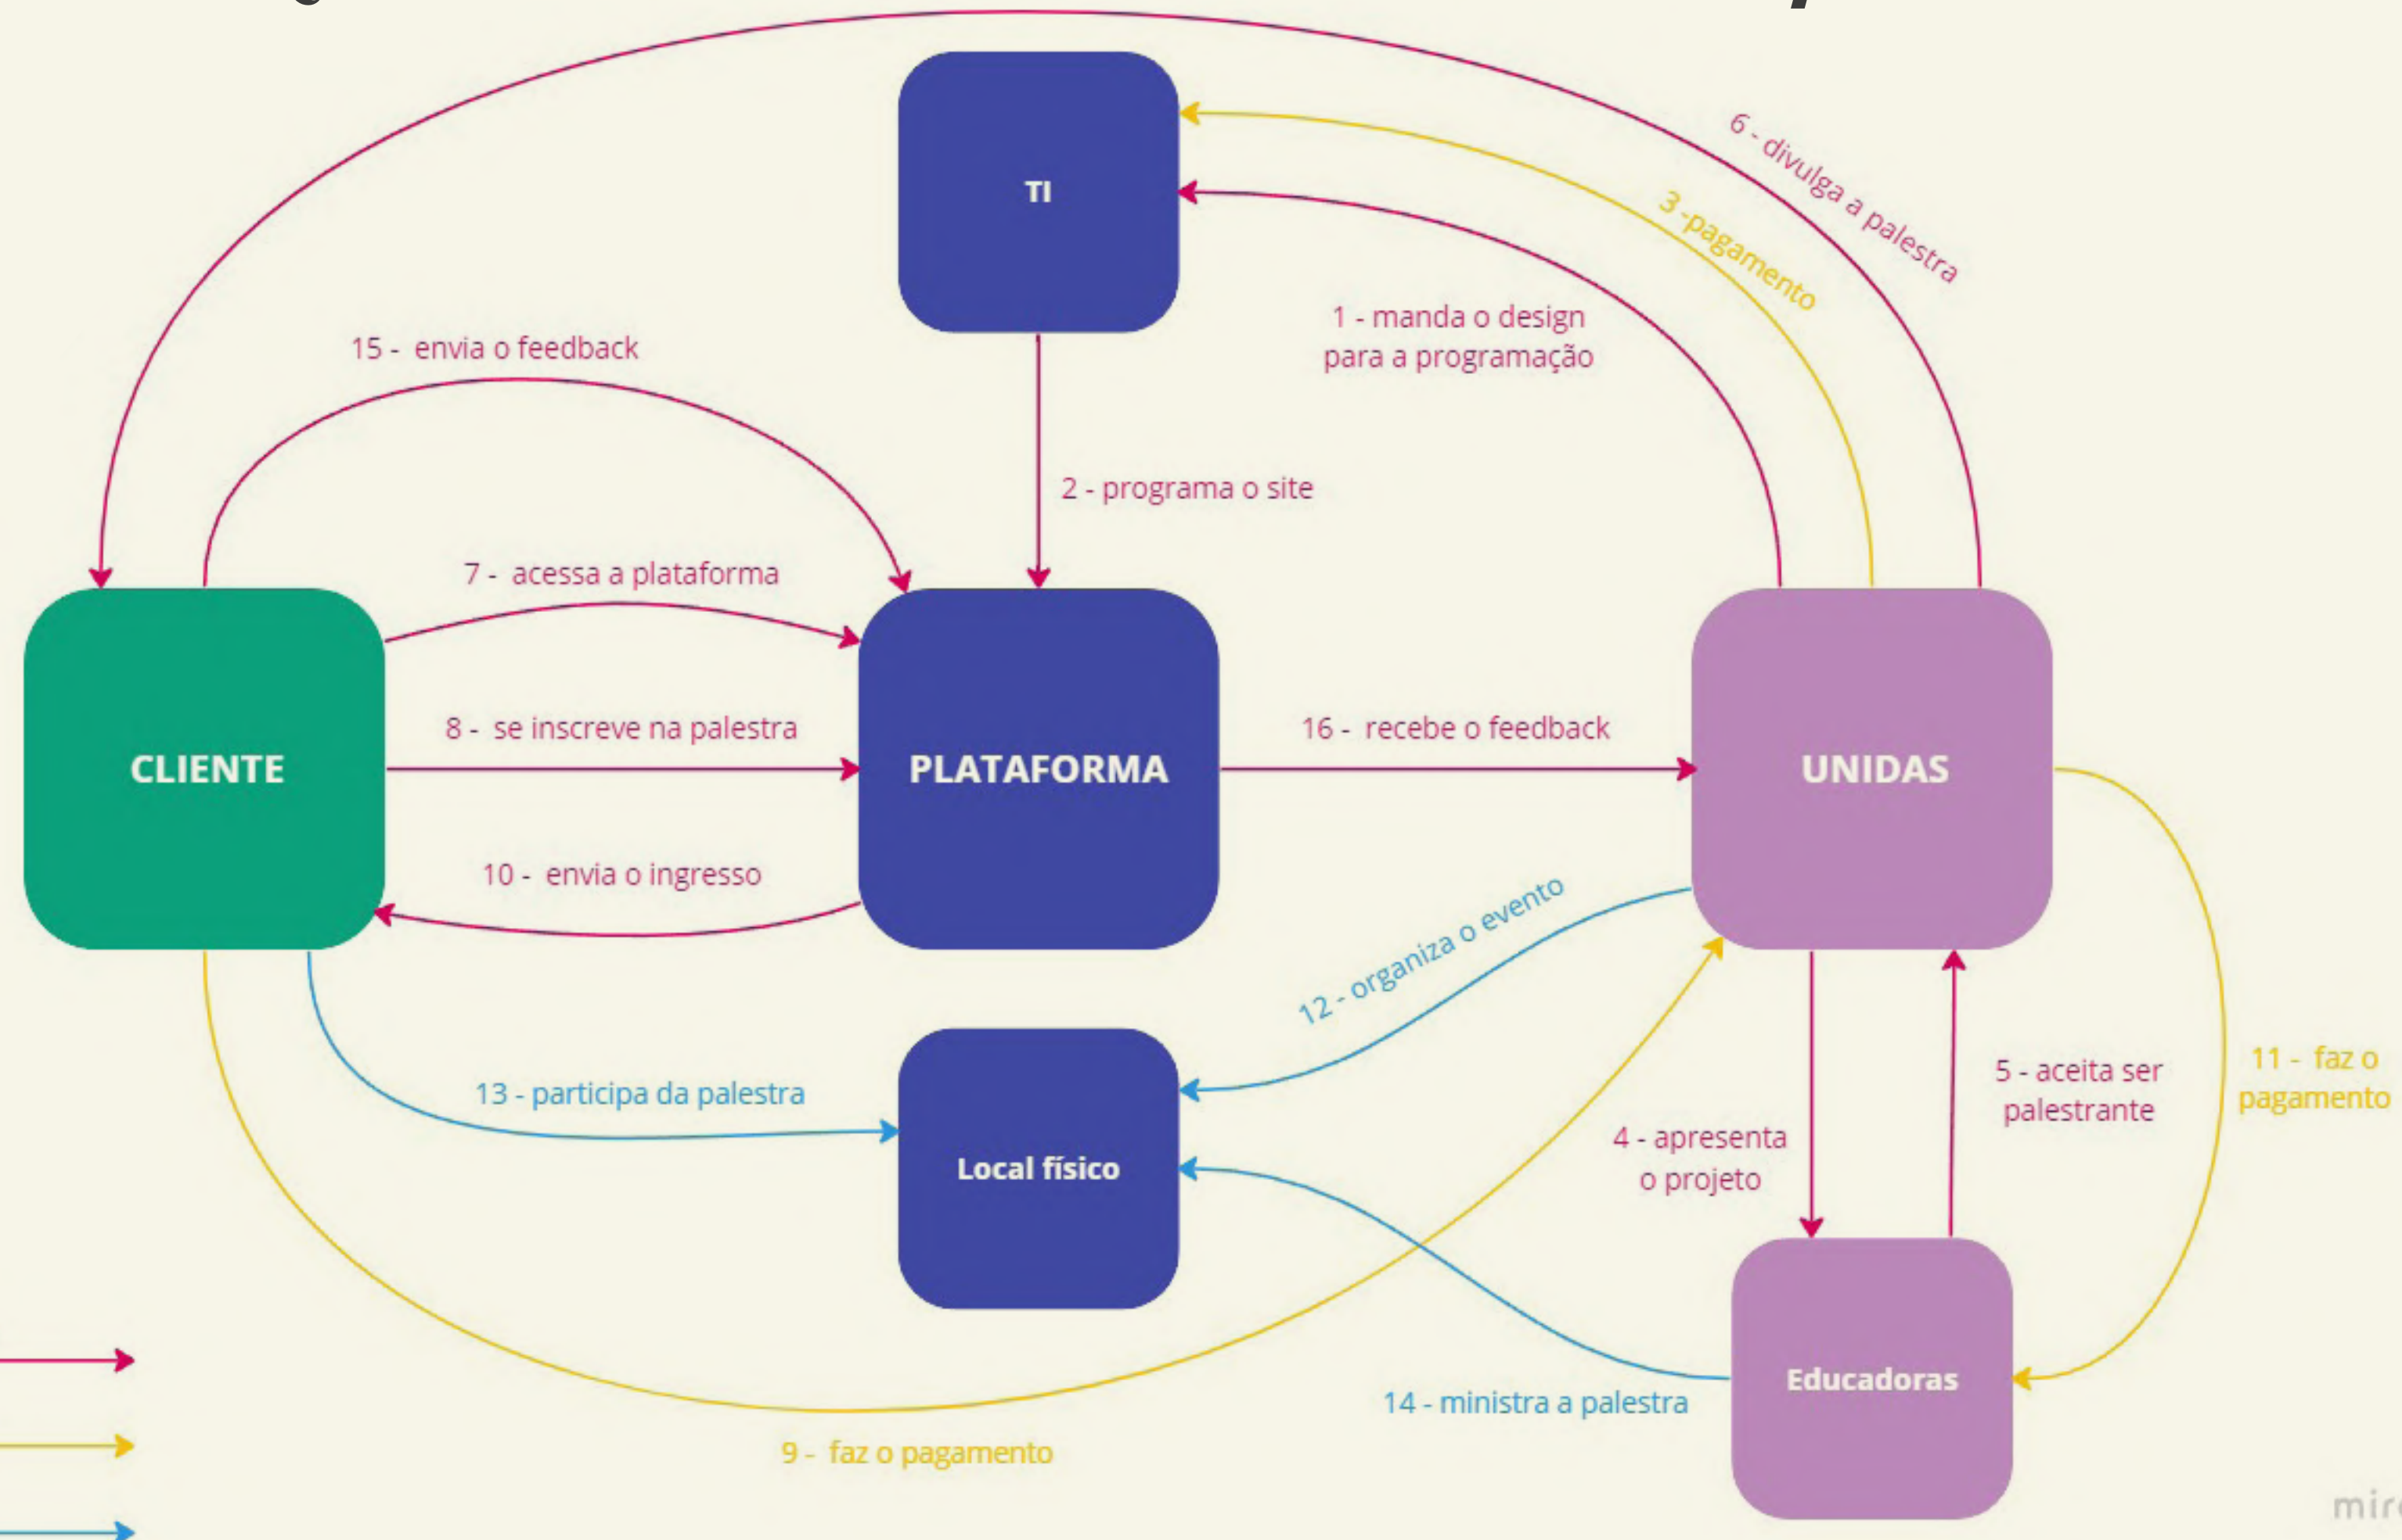 6 - divulga a palestra
TI
3 -pagamento
1 - manda o design
para a programação
15 -  envia o feedback
2 - programa o site
7 -  acessa a plataforma
8 -  se inscreve na palestra
16 -  recebe o feedback
CLIENTE
PLATAFORMA
UNIDAS
10 -  envia o ingresso
12 - organiza o evento
13 - participa da palestra
Local físico
4 - apresenta
o projeto
5 - aceita ser
palestrante
11 -  faz o
pagamento
Educadoras
14 - ministra a palestra
9 -  faz o pagamento